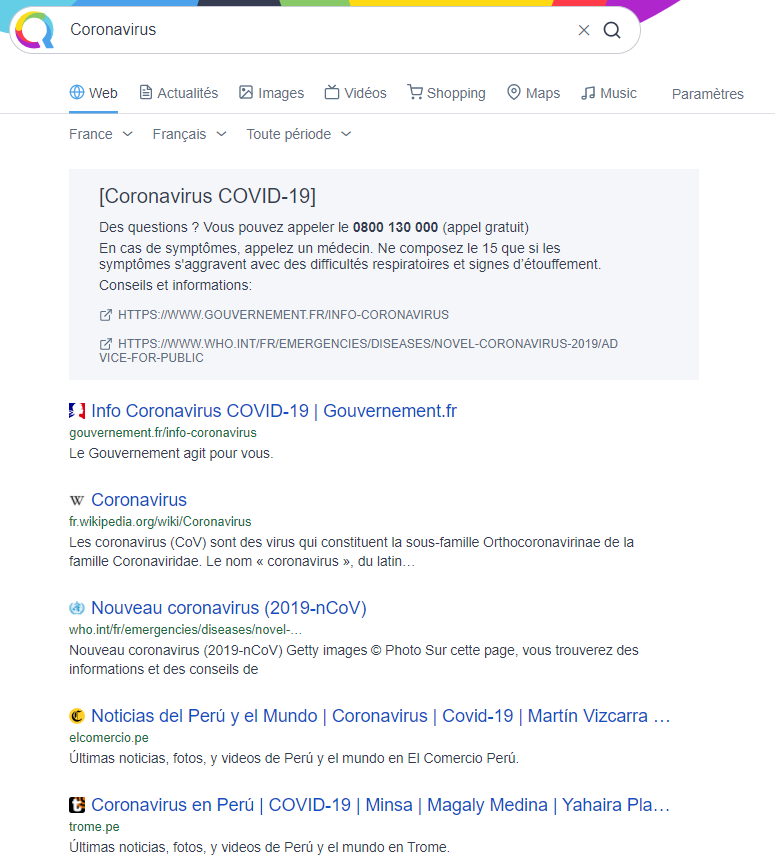 Coronavirus
Web Actualités Images Vidéos Shopping Maps Music Paramètres
France Français Toute période
[Coronavirus COVID-19]
Des questions ? Vous pouvez appeler le 0800 130 000 (appel gratuit)
En cas de symptômes, appelez un médecin. Ne composez le 15 que si les
symptômes s'aggravent avec des difficultés respiratoires et signes d’étouffement.
Conseils et informations:
HTTPS://WWW.GOUVERNEMENT.FR/INFO-CORONAVIRUS
HTTPS://WWW.WHO.INT/FR/EMERGENCIES/DISEASES/NOVEL-CORONAVIRUS-2019/AD
VICE-FOR-PUBLIC
Info Coronavirus COVID-19 | Gouvernement.fr
gouvernement.fr/info-coronavirus
Le Gouvernement agit pour vous.
W Coronavirus
fr.wikipedia.org/wiki/Coronavirus
Les coronavirus (CoV) sont des virus qui constituent la sous-famille Orthocoronavirinae de la
famille Coronaviridae. Le nom « coronavirus », du latin…
Nouveau coronavirus (2019-nCoV)
who.int/fr/emergencies/diseases/novel-…
Nouveau coronavirus (2019-nCoV) Getty images © Photo Sur cette page, vous trouverez des
informations et des conseils de
Noticias del Perú y el Mundo | Coronavirus | Covid-19 | Martín Vizcarra …
elcomercio.pe
Últimas noticias, fotos, y videos de Perú y el mundo en El Comercio Perú.
Coronavirus en Perú | COVID-19 | Minsa | Magaly Medina | Yahaira Pla…
trome.pe
Últimas noticias, fotos, y videos de Perú y el mundo en Trome.